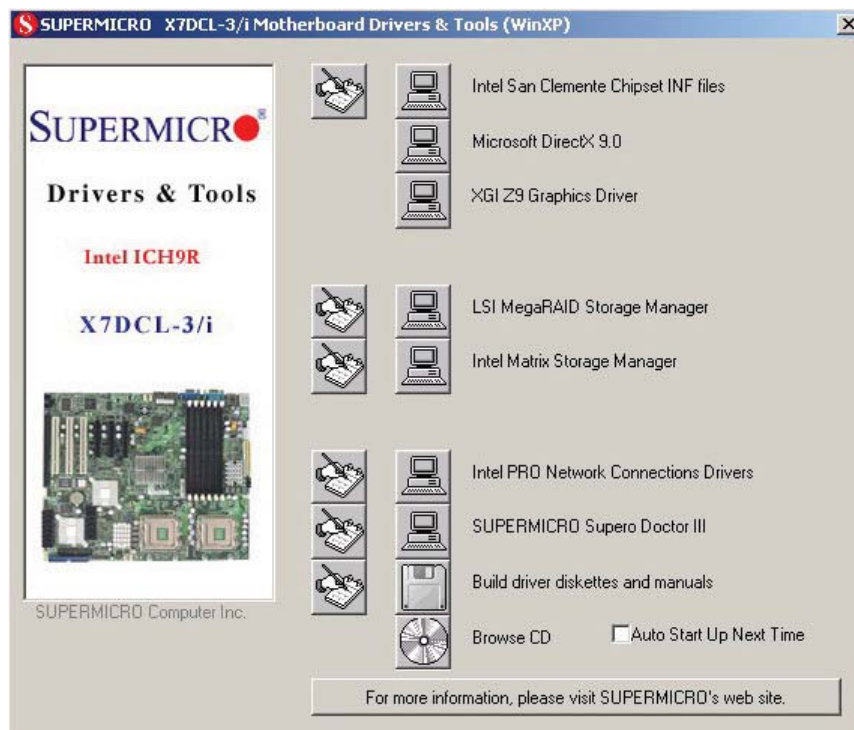 SUPERMICRO X7DCL-3/i Motherboard Drivers & Tools (WinXP)
SUPERMICRO®
Drivers & Tools
Intel ICH9R
X7DCL-3/i
SUPERMICRO Computer Inc.
Intel San Clemente Chipset INF files
Microsoft DirectX 9.0
XGI Z9 Graphics Driver
LSI MegaRAID Storage Manager
Intel Matrix Storage Manager
Intel PRO Network Connections Drivers
SUPERMICRO Supero Doctor III
Build driver diskettes and manuals
Browse CD
Auto Start Up Next Time
For more information, please visit SUPERMICRO's web site.